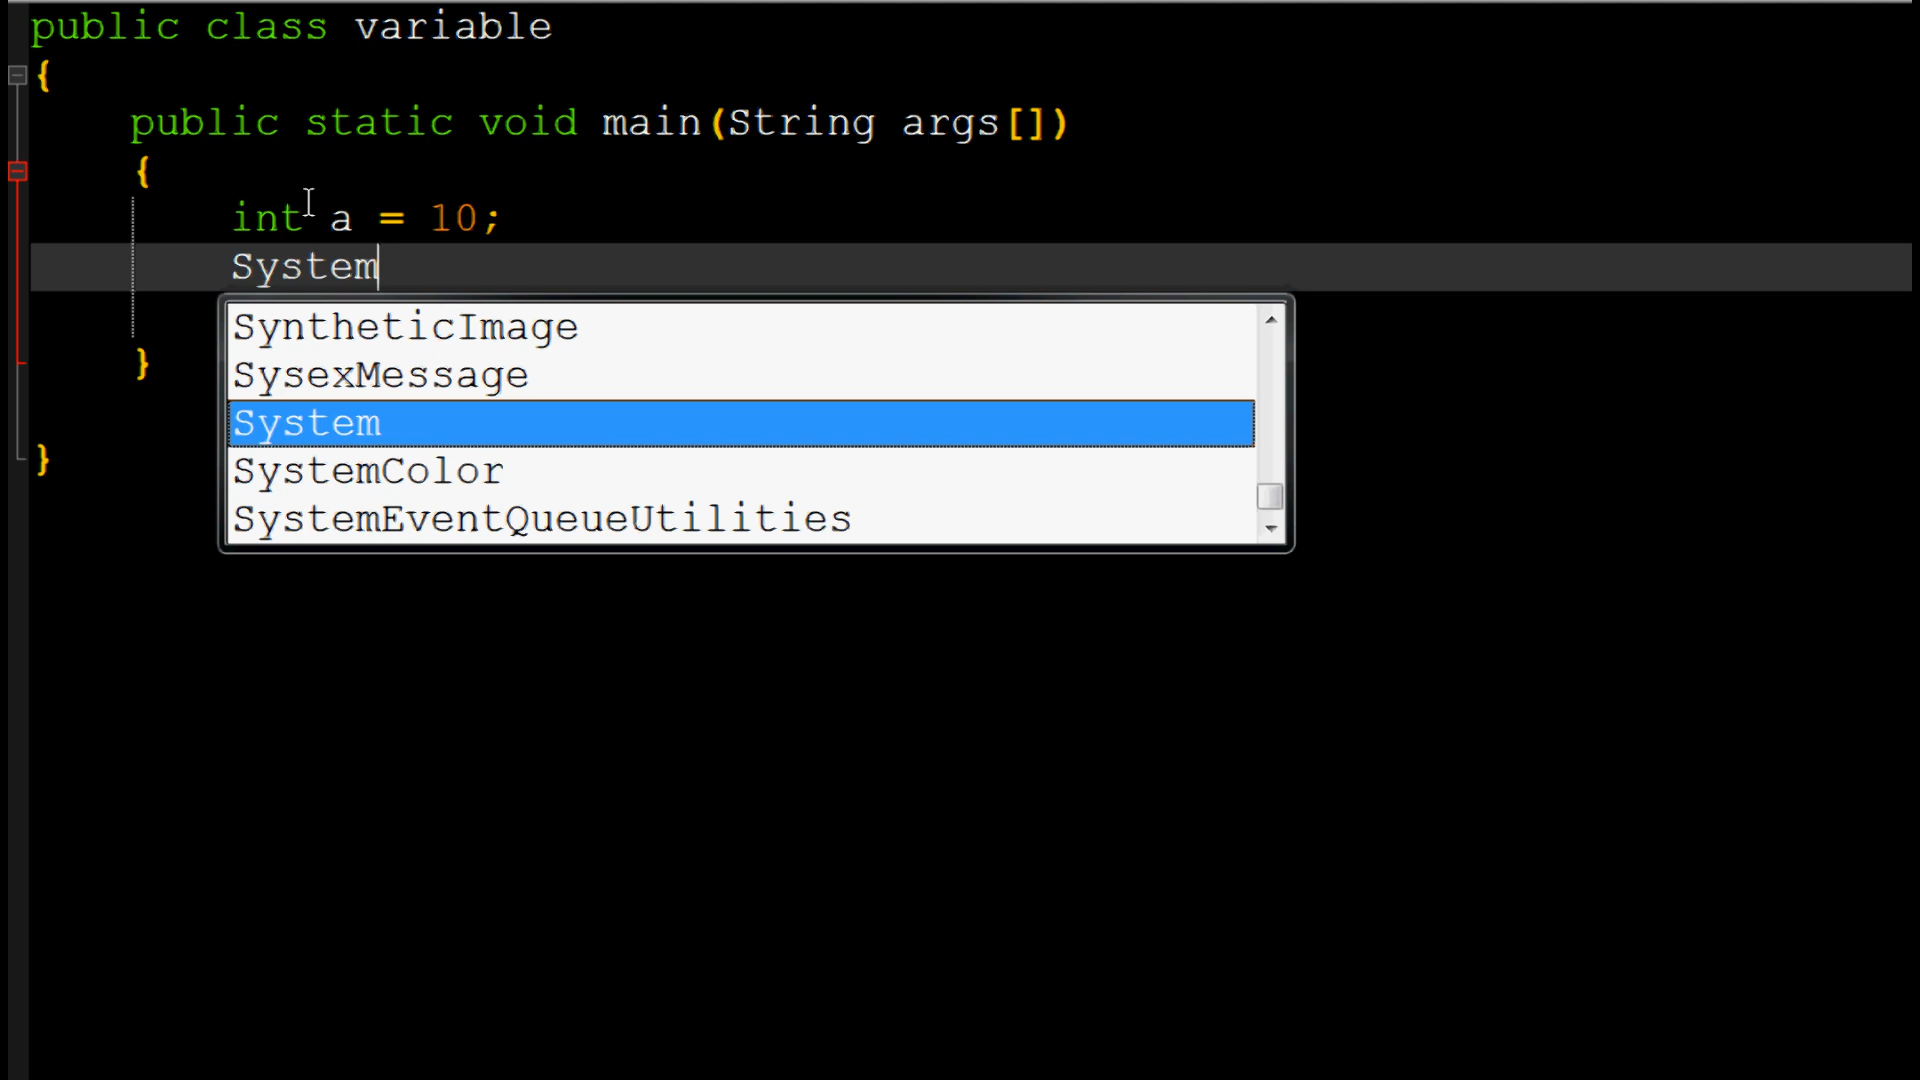 public class variable
{
public static void main(String args[])
{
int a = 10;
System
SyntheticImage
SysexMessage
System
SystemColor
SystemEventQueueUtilities
}
}